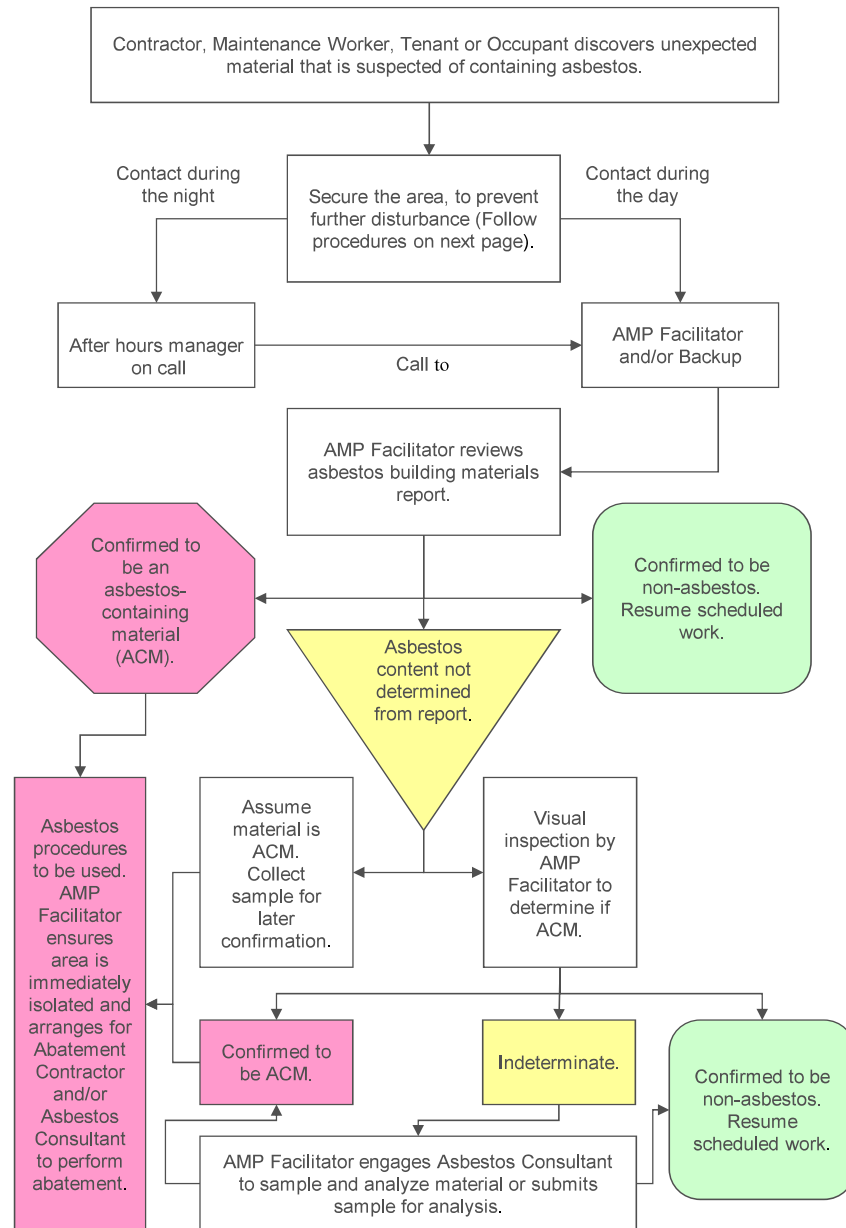 Contractor, Maintenance Worker, Tenant or Occupant discovers unexpected
material that is suspected of containing asbestos.
Contact during
the night
Secure the area, to prevent
further disturbance (Follow
procedures on next page).
Contact during
the day
After hours manager
on call
Call to
AMP Facilitator
and/or Backup
AMP Facilitator reviews
asbestos building materials
report.
Confirmed to
be an
asbestos-
containing
material
(ACM).
Confirmed to be
non-asbestos.
Resume scheduled
work.
Asbestos
content not
determined
from report.
Asbestos
procedures
to be used.
AMP
Facilitator
ensures
area is
immediately
isolated and
arranges for
Abatement
Contractor
and/or
Asbestos
Consultant
to perform
abatement.
Assume
material is
ACM.
Collect
sample for
later
confirmation.
Visual
inspection by
AMP
Facilitator to
determine if
ACM.
Confirmed to
be ACM.
Indeterminate.
Confirmed to be
non-asbestos.
Resume
scheduled work.
AMP Facilitator engages Asbestos Consultant
to sample and analyze material or submits
sample for analysis.